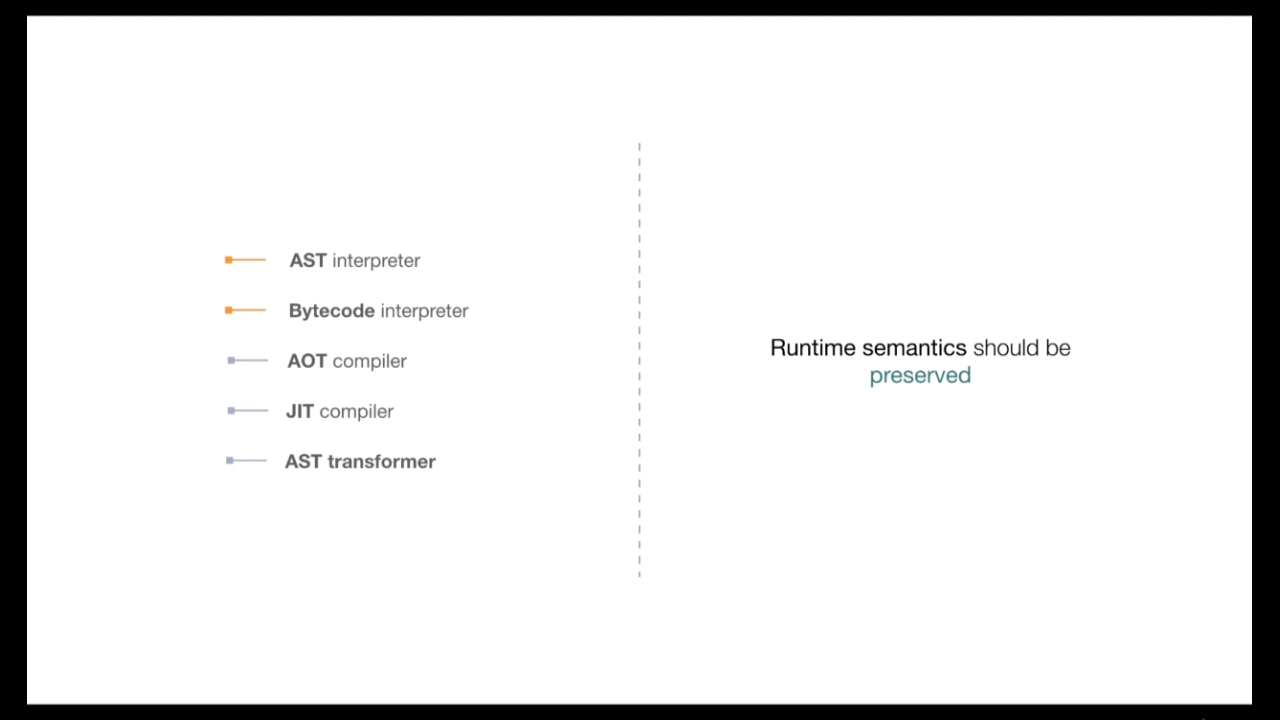 AST interpreter
Bytecode interpreter
AOT compiler
JIT compiler
AST transformer
Runtime semantics should be
preserved